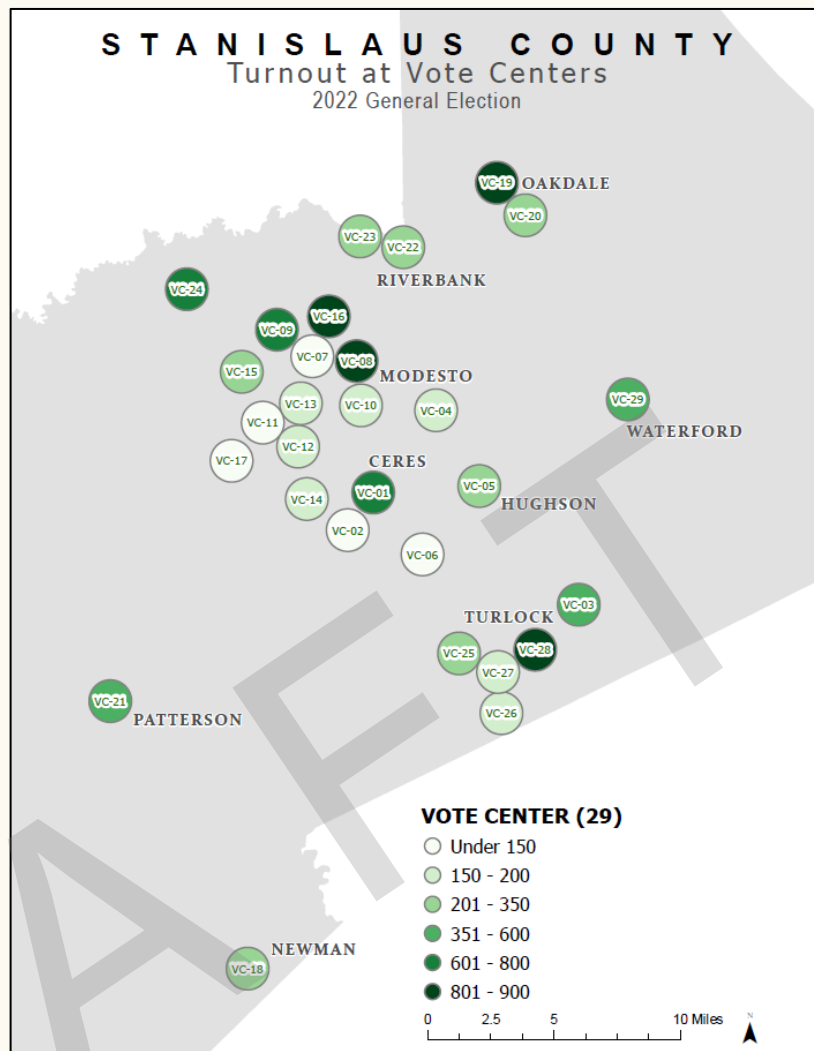 STANISLAUS COUNTY
Turnout at Vote Centers
2022 General Election
VC-19
OAKDALE
VC-20
VC-23
VC-22
RIVERBANK
VC-24
VC-16
VC-09
VC-07
VC-08
MODESTO
VC-15
VC-13
VC-10
VC-04
VC-29
WATERFORD
VC-11
VC-12
VC-17
CERES
VC-01
VC-05
HUGHSON
VC-14
VC-02
VC-06
VC-03
TURLOCK
VC-28
VC-25
VC-27
VC-26
VC-21
PATTERSON
NEWMAN
VC-18
AFT
VOTE CENTER (29)
Under 150
150 - 200
201 - 350
351 - 600
601 - 800
801 - 900
0 2.5 5 10 Miles
N